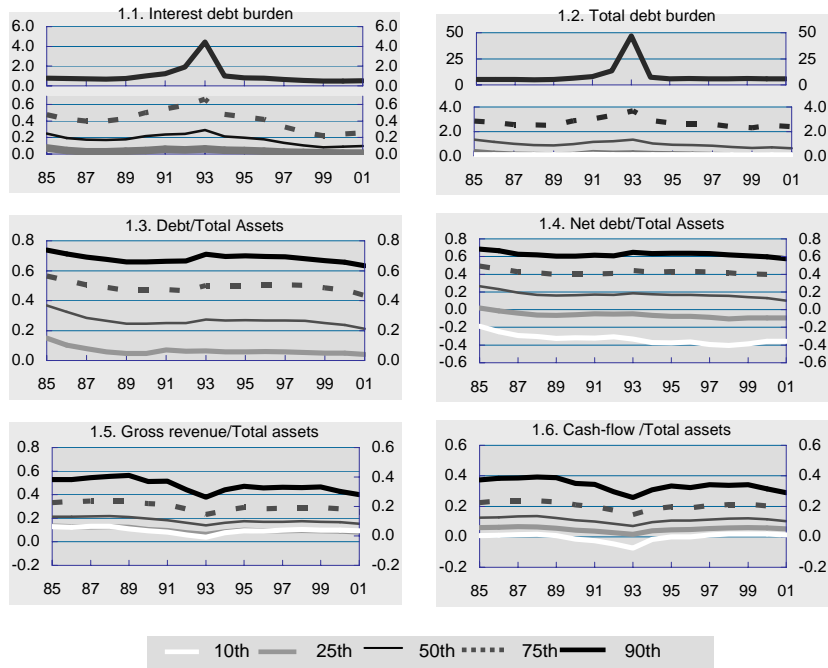 1.1. Interest debt burden
6.0 6.0
4.0 4.0
2.0 2.0
0.0 0.0
0.6 0.6
0.4 0.4
0.2 0.2
0.0 0.0
85 87 89 91 93 95 97 99 01
1.2. Total debt burden
50 50
25 25
0 0
4.0 4.0
2.0 2.0
0.0 0.0
85 87 89 91 93 95 97 99 01
1.3. Debt/Total Assets
0.8 0.8
0.6 0.6
0.4 0.4
0.2 0.2
0.0 0.0
85 87 89 91 93 95 97 99 01
1.4. Net debt/Total Assets
0.8 0.8
0.6 0.6
0.4 0.4
0.2 0.2
0.0 0.0
-0.2 -0.2
-0.4 -0.4
-0.6 -0.6
85 87 89 91 93 95 97 99 01
1.5. Gross revenue/Total assets
0.8 0.6
0.6 0.4
0.4 0.2
0.2 0.0
0.0 -0.2
-0.2
85 87 89 91 93 95 97 99 01
1.6. Cash-flow /Total assets
0.6 0.6
0.4 0.4
0.2 0.2
0.0 0.0
-0.2 -0.2
85 87 89 91 93 95 97 99 01
10th 25th 50th 75th 90th